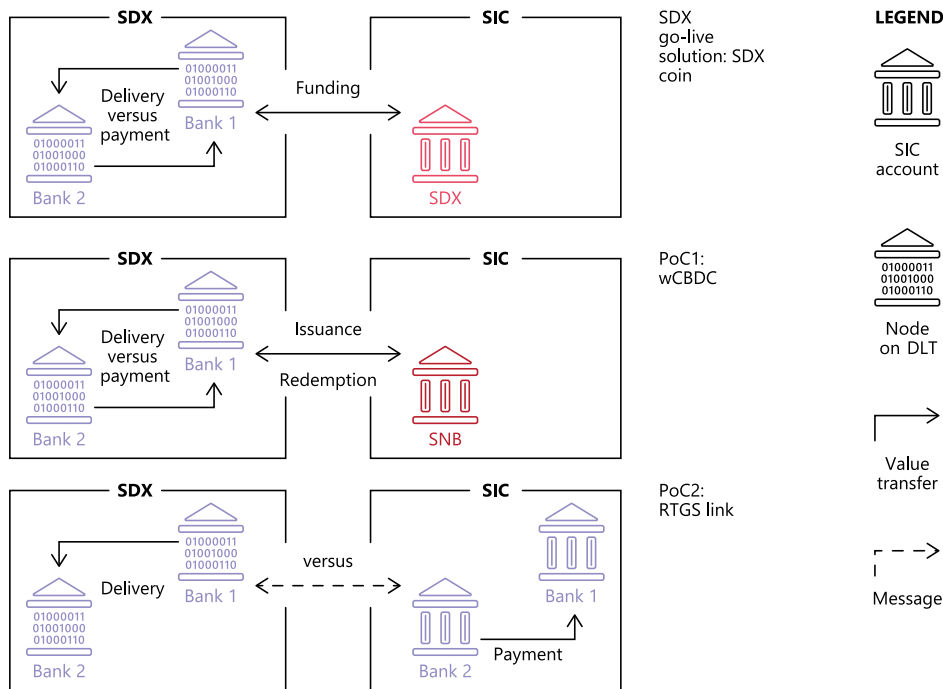 SDX
SIC
01000011
01001000
01000110
Bank 1
Delivery
versus
payment
01000011
01001000
01000110
Bank 2
Funding
SDX
SDX
go-live
solution: SDX
coin
SDX
SIC
01000011
01001000
01000110
Bank 1
Delivery
versus
payment
01000011
01001000
01000110
Bank 2
Issuance
Redemption
SNB
PoC1:
wCBDC
SDX
SIC
01000011
01001000
01000110
Bank 1
Delivery
01000011
01001000
01000110
Bank 2
versus
Bank 1
Bank 2
Payment
PoC2:
RTGS link
LEGEND
SIC
account
01000011
01001000
01000110
Node
on DLT
Value
transfer
Message